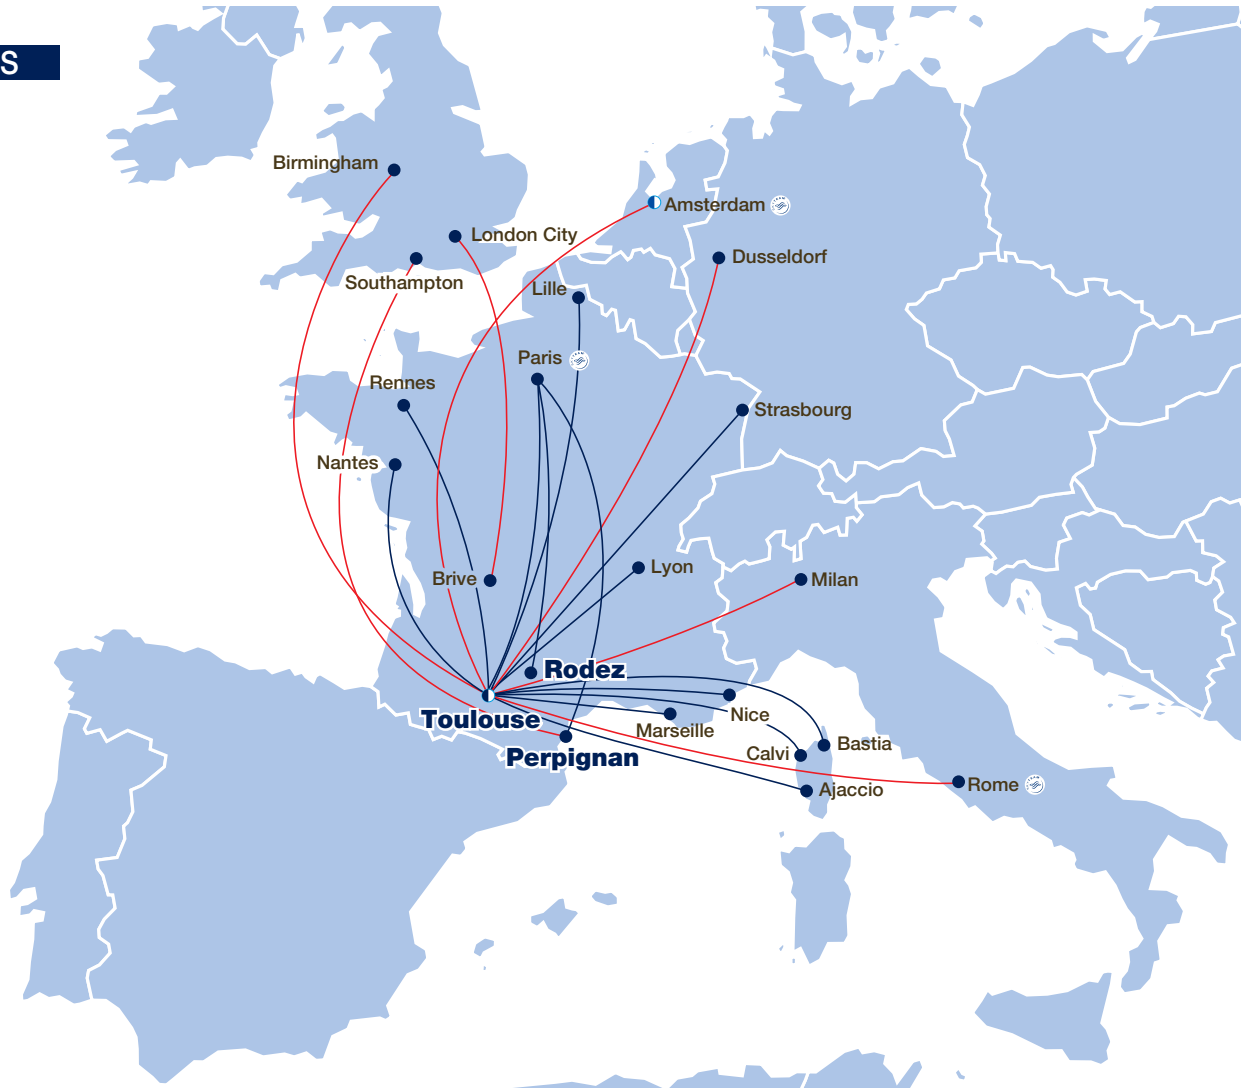 S
Birmingham
Amsterdam
London City
Dusseldorf
Southampton
Lille
Paris
Rennes
Strasbourg
Nantes
Lyon
Brive
Milan
Rodez
Toulouse
Nice
Marseille
Perpignan
Calvi
Bastia
Rome
Ajaccio